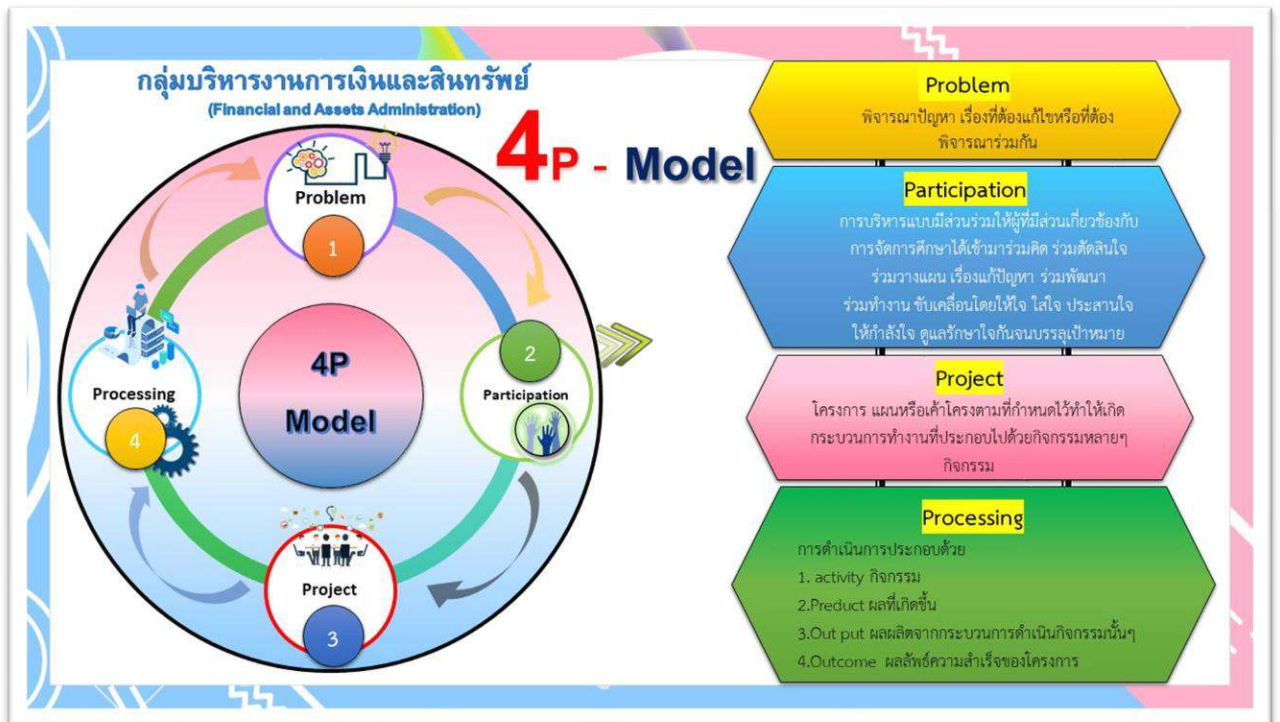 กลุ่มบริหารงานการเงินและสินทรัพย์
(Financial and Assets Administration)
4P - Model
Problem
1
2
Participation
Project
3
Processing
4
4P
Model
Problem
พิจารณาปัญหา เรื่องที่ต้องแก้ไขหรือที่ต้อง
พิจารณาร่วมกัน
Participation
การบริหารแบบมีส่วนร่วมให้ผู้ที่มีส่วนเกี่ยวข้องกับ
การจัดการศึกษาได้เข้ามาร่วมคิด ร่วมตัดสินใจ
ร่วมวางแผน เรื่องแก้ปัญหา ร่วมพัฒนา
ร่วมทำงาน ขับเคลื่อนโดยให้ใจ ใส่ใจ ประสานใจ
ให้กำลังใจ ดูแลรักษาใจกันจนบรรลุเป้าหมาย
Project
โครงการ แผนหรือเค้าโครงตามที่กำหนดไว้ทำให้เกิด
กระบวนการทำงานที่ประกอบไปด้วยกิจกรรมหลายๆ
กิจกรรม
Processing
การดำเนินการประกอบด้วย
1. activity กิจกรรม
2.Preduct ผลที่เกิดขึ้น
3.Out put ผลผลิตจากกระบวนการดำเนินกิจกรรมนั้นๆ
4.Outcome ผลลัพธ์ความสำเร็จของโครงการ